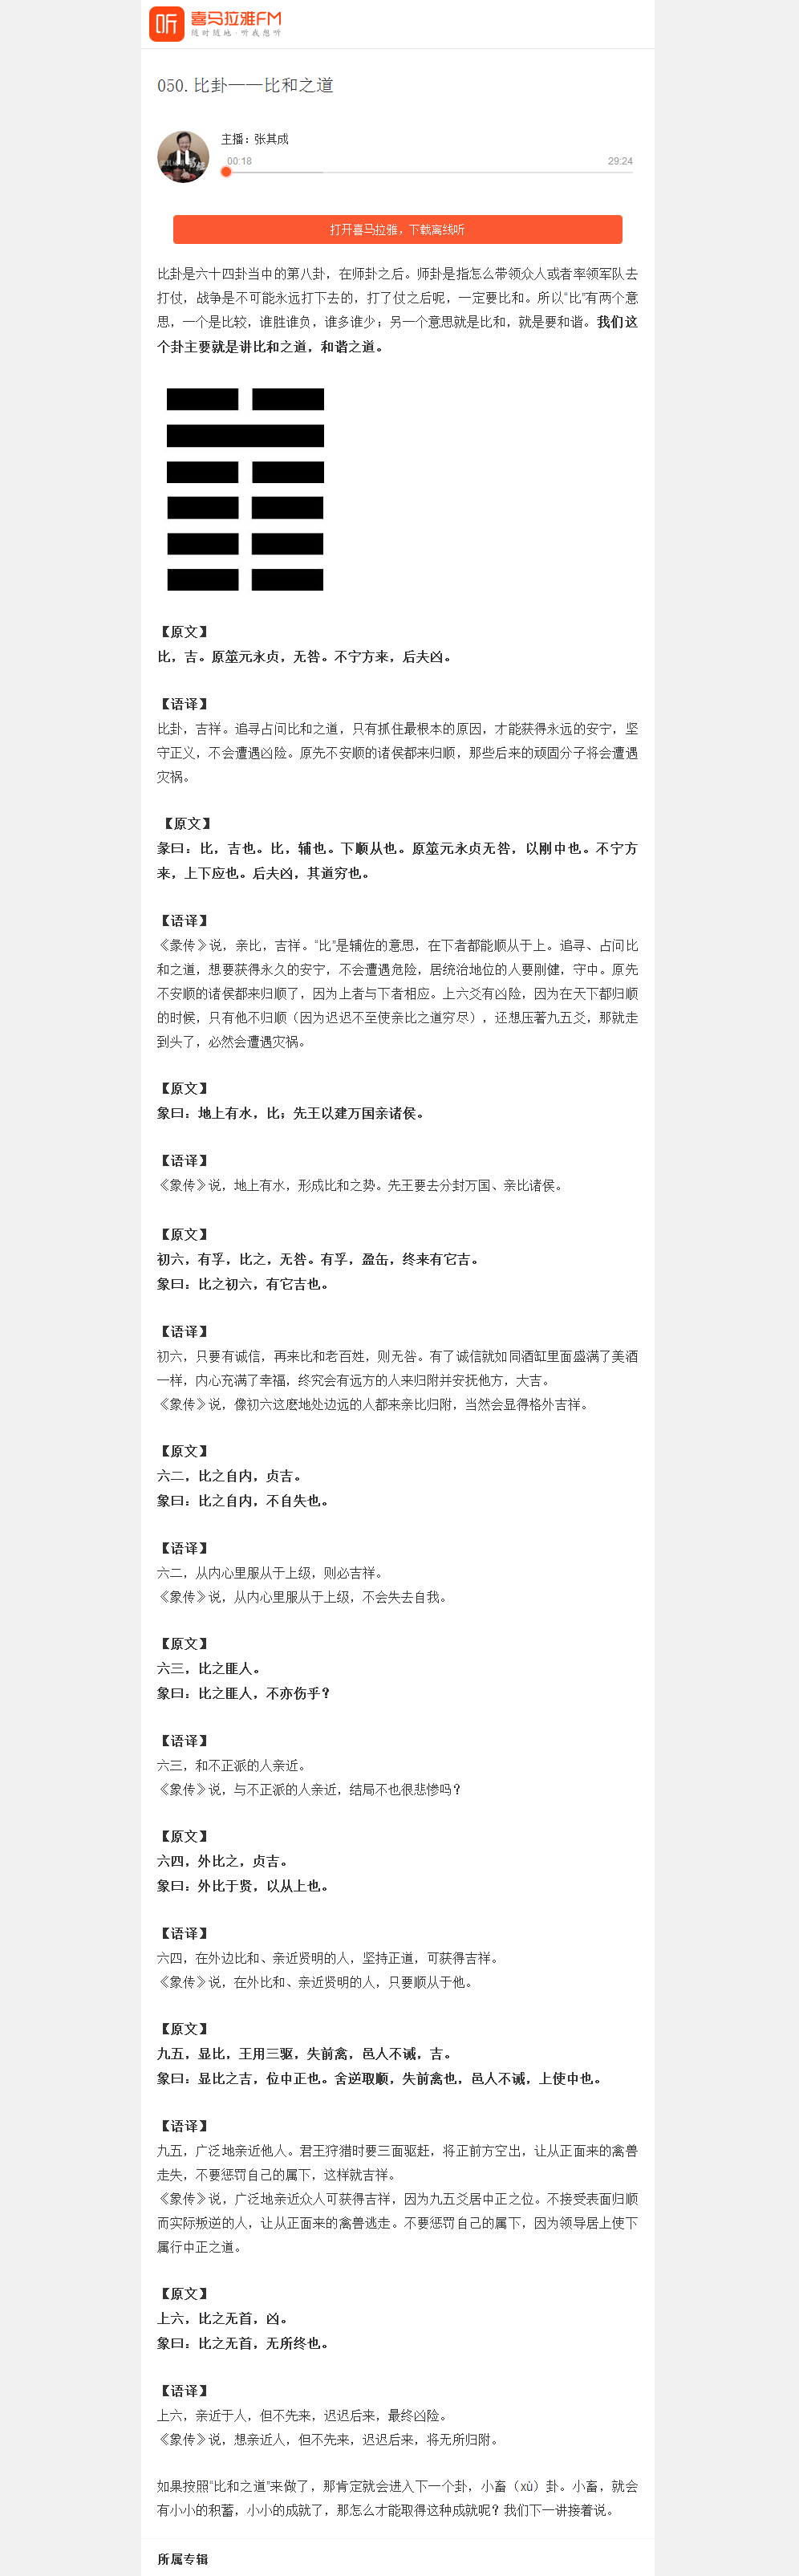 听 喜马拉雅FM
随时随地·听我想听
050.比卦——比和之道
主播：张其成
00:18 29:24
打开喜马拉雅，下载离线听
比卦是六十四卦当中的第八卦，在师卦之后。师卦是指怎么带领众人或者率领军队去
打仗，战争是不可能永远打下去的，打了仗之后呢，一定要比和。所以“比”有两个意
思，一个是比较，谁胜谁负，谁多谁少；另一个意思就是比和，就是要和谐。我们这
个卦主要就是讲比和之道，和谐之道。
【原文】
比，吉。原筮元永贞，无咎。不宁方来，后夫凶。
【语译】
比卦，吉祥。追寻占问比和之道，只有抓住最根本的原因，才能获得永远的安宁，坚
守正义，不会遭遇凶险。原先不安顺的诸侯都来归顺，那些后来的顽固分子将会遭遇
灾祸。
【原文】
彖曰：比，吉也。比，辅也。下顺从也。原筮元永贞无咎，以刚中也。不宁方
来，上下应也。后夫凶，其道穷也。
【语译】
《彖传》说，亲比，吉祥。“比”是辅佐的意思，在下者都能顺从于上。追寻、占问比
和之道，想要获得永久的安宁，不会遭遇危险，居统治地位的人要刚健，守中。原先
不安顺的诸侯都来归顺了，因为上者与下者相应。上六爻有凶险，因为在天下都归顺
的时候，只有他不归顺（因为迟迟不至使亲比之道穷尽），还想压著九五爻，那就走
到头了，必然会遭遇灾祸。
【原文】
象曰：地上有水，比；先王以建万国亲诸侯。
【语译】
《象传》说，地上有水，形成比和之势。先王要去分封万国、亲比诸侯。
【原文】
初六，有孚，比之，无咎。有孚，盈缶，终来有它吉。
象曰：比之初六，有它吉也。
【语译】
初六，只要有诚信，再来比和老百姓，则无咎。有了诚信就如同酒缸里面盛满了美酒
一样，内心充满了幸福，终究会有远方的人来归附并安抚他方，大吉。
《象传》说，像初六这麽地处边远的人都来亲比归附，当然会显得格外吉祥。
【原文】
六二，比之自内，贞吉。
象曰：比之自内，不自失也。
【语译】
六二，从内心里服从于上级，则必吉祥。
《象传》说，从内心里服从于上级，不会失去自我。
【原文】
六三，比之匪人。
象曰：比之匪人，不亦伤乎？
【语译】
六三，和不正派的人亲近。
《象传》说，与不正派的人亲近，结局不也很悲惨吗？
【原文】
六四，外比之，贞吉。
象曰：外比于贤，以从上也。
【语译】
六四，在外边比和、亲近贤明的人，坚持正道，可获得吉祥。
《象传》说，在外比和、亲近贤明的人，只要顺从于他。
【原文】
九五，显比，王用三驱，失前禽，邑人不诫，吉。
象曰：显比之吉，位中正也。舍逆取顺，失前禽也，邑人不诫，上使中也。
【语译】
九五，广泛地亲近他人。君王狩猎时要三面驱赶，将正前方空出，让从正面来的禽兽
走失，不要惩罚自己的属下，这样就吉祥。
《象传》说，广泛地亲近众人可获得吉祥，因为九五爻居中正之位。不接受表面归顺
而实际叛逆的人，让从正面来的禽兽逃走。不要惩罚自己的属下，因为领导居上使下
属行中正之道。
【原文】
上六，比之无首，凶。
象曰：比之无首，无所终也。
【语译】
上六，亲近于人，但不先来，迟迟后来，最终凶险。
《象传》说，想亲近人，但不先来，迟迟后来，将无所归附。
如果按照“比和之道”来做了，那肯定就会进入下一个卦，小畜（xù）卦。小畜，就会
有小小的积蓄，小小的成就了，那怎么才能取得这种成就呢？我们下一讲接着说。
所属专辑